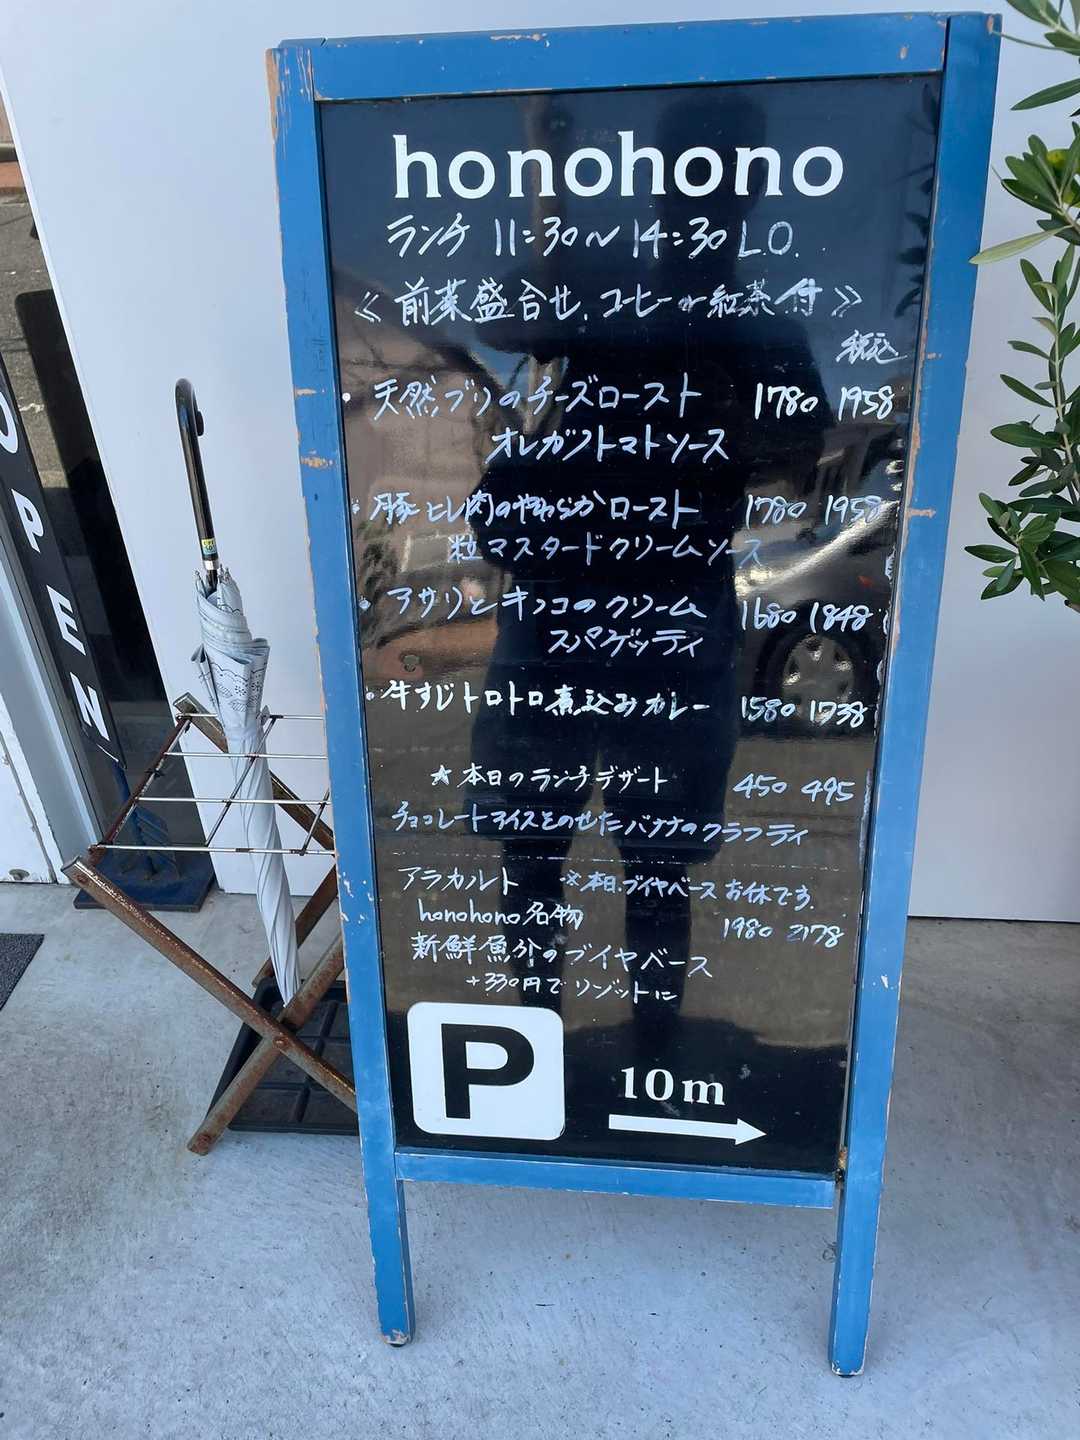 honohono
ランチ 11:30〜14:30 L.O.
≪前菜盛合せ、コーヒーor紅茶付≫
税込
・天然ブリのチーズロースト 1780 1958
オレガノトマトソース
・豚ヒレ肉のやわらかロースト 1780 1958
粒マスタードクリームソース
・アサリとキノコのクリーム 1680 1848
スパゲッティ
・牛すじトロトロ煮込みカレー 1580 1738
★本日のランチデザート 450 495
チョコレートアイスをのせたバナナのクラフティ
アラカルト ※本日、ブイヤベースお休です。
honohono名物 1980 2178
新鮮魚介のブイヤベース
+330円でリゾットに
P
10m
OPEN